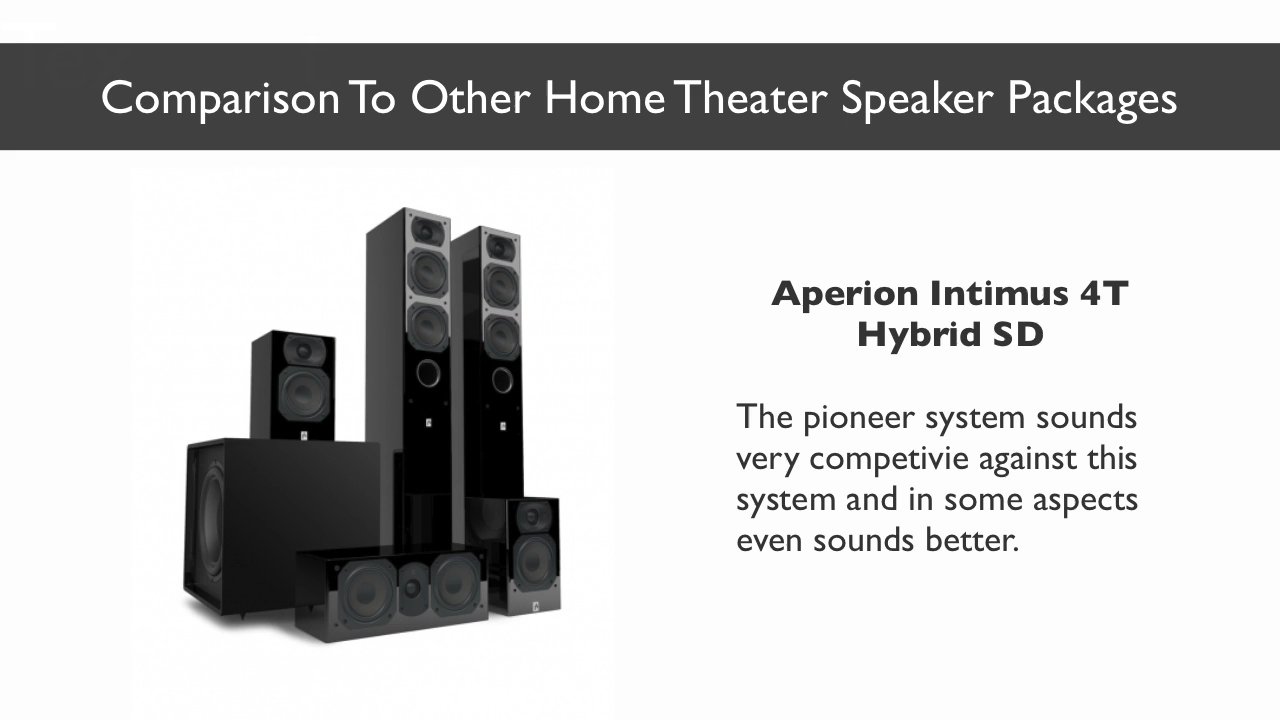 Comparison To Other Home Theater Speaker Packages
Aperion Intimus 4T
Hybrid SD
The pioneer system sounds
very competivie against this
system and in some aspects
even sounds better.